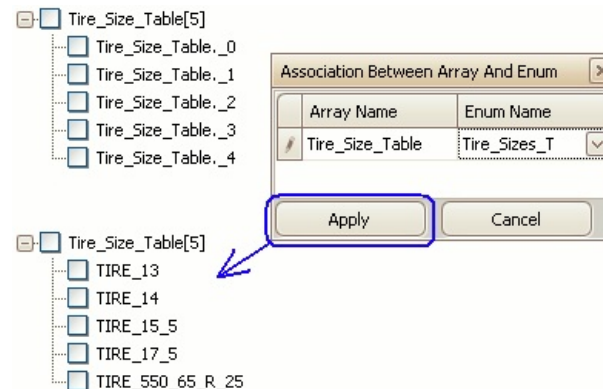 Tire_Size_Table[5]
Tire_Size_Table._0
Tire_Size_Table._1
Tire_Size_Table._2
Tire_Size_Table._3
Tire_Size_Table._4
Association Between Array And Enum
Array Name Enum Name
Tire_Size_Table Tire_Sizes_T
Apply Cancel
Tire_Size_Table[5]
TIRE_13
TIRE_14
TIRE_15_5
TIRE_17_5
TIRE_550_65_R_25